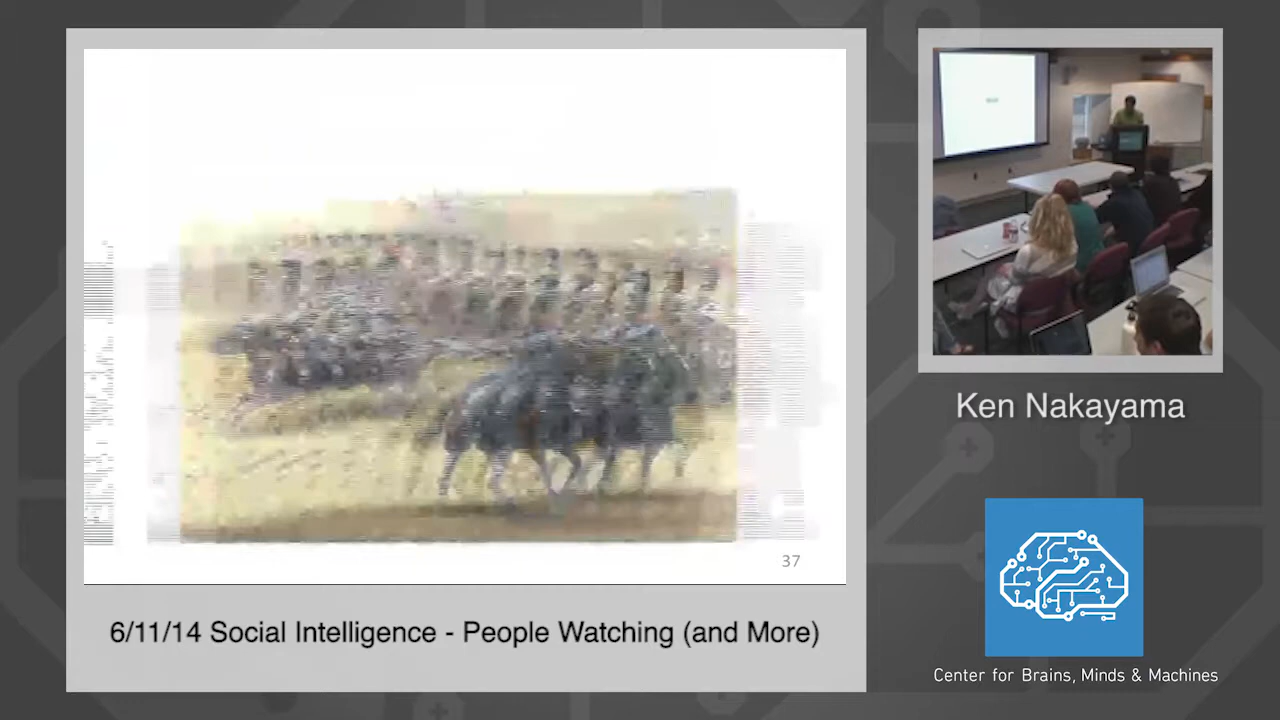 37
6/11/14 Social Intelligence - People Watching (and More)
Ken Nakayama
Center for Brains, Minds & Machines